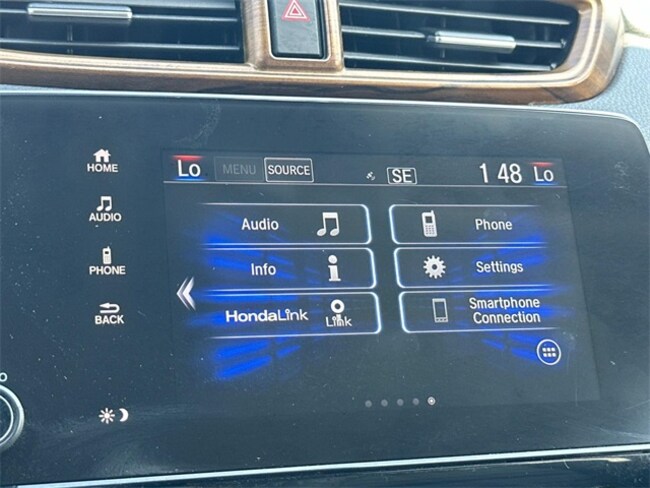 HOME
AUDIO
PHONE
BACK
Lo MENU SOURCE SE 1 48 Lo
Audio Phone
Info Settings
HondaLink Link Smartphone
Connection